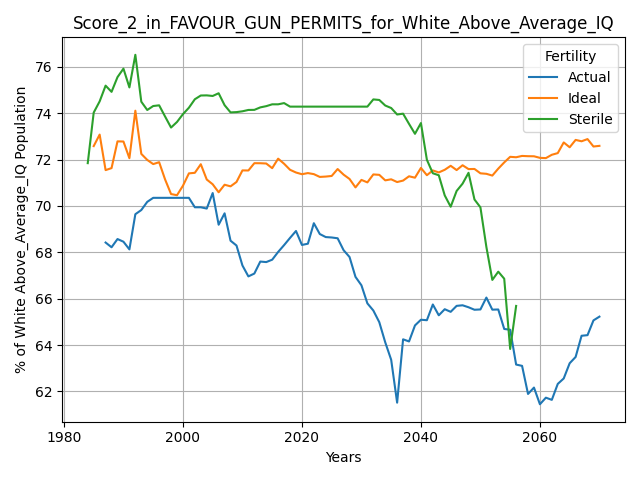 Score_2_in_FAVOUR_GUN_PERMITS_for_White_Above_Average_IQ
% of White Above_Average_IQ Population
76
74
72
70
68
66
64
62
Fertility
Actual
Ideal
Sterile
1980
2000
2020
2040
2060
Years